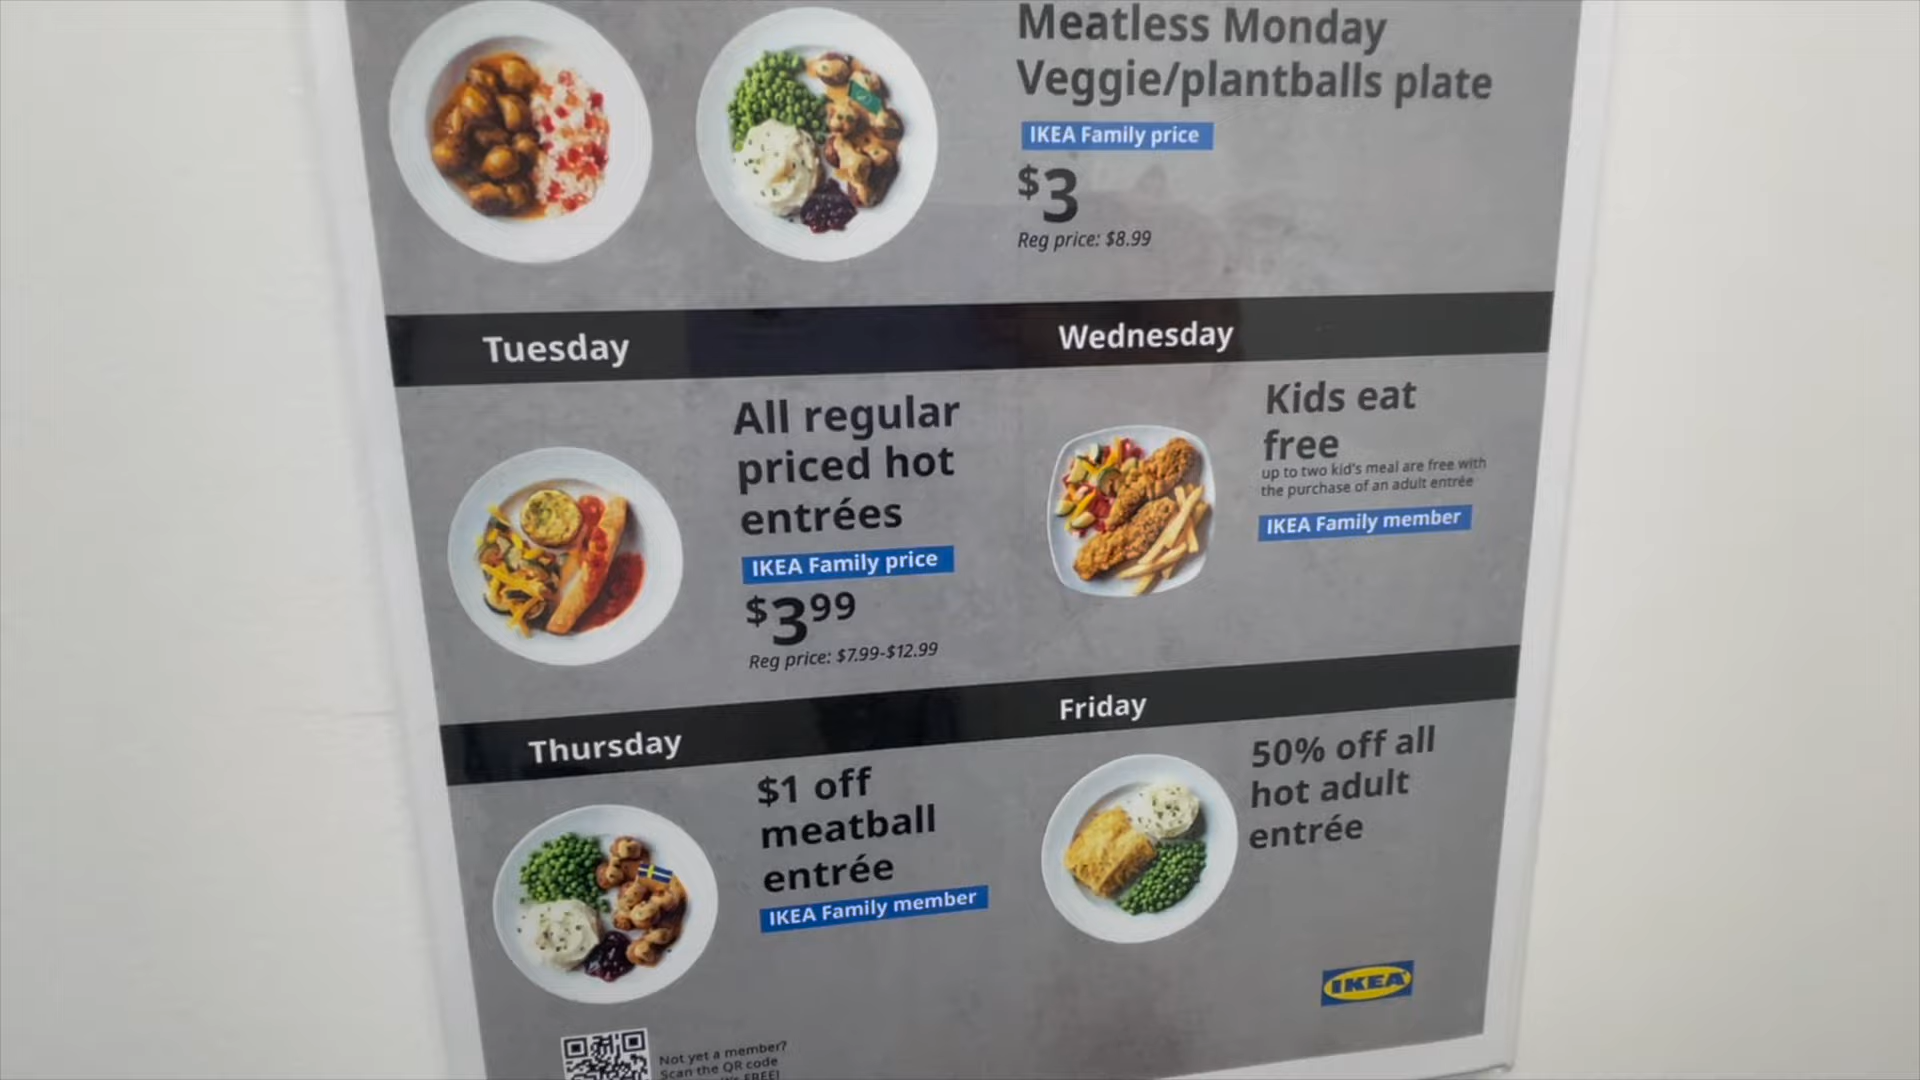 Meatless Monday
Veggie/plantballs plate
IKEA Family price
$3
Reg price: $8.99
Tuesday
All regular
priced hot
entrées
IKEA Family price
$3.99
Reg price: $7.99-$12.99
Wednesday
Kids eat
free
up to two kid's meal are free with
the purchase of an adult entrée
IKEA Family member
Thursday
$1 off
meatball
entrée
IKEA Family member
Friday
50% off all
hot adult
entrée
IKEA
Not yet a member?
Scan the QR code
FREE!